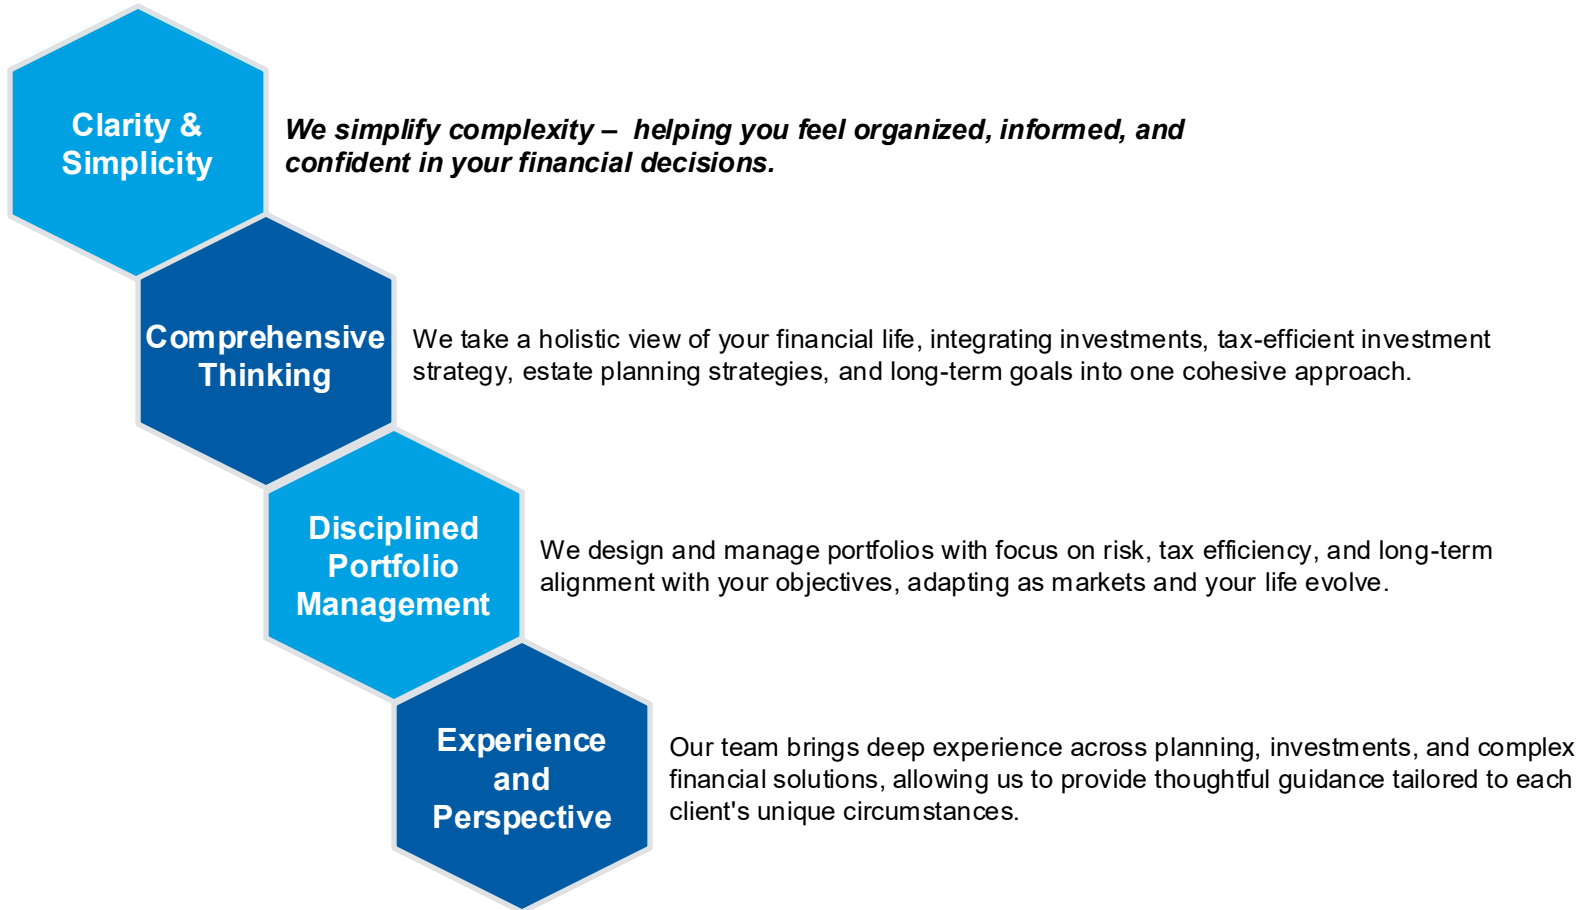 Clarity &
Simplicity
We simplify complexity – helping you feel organized, informed, and
confident in your financial decisions.
Comprehensive
Thinking
We take a holistic view of your financial life, integrating investments, tax-efficient investment
strategy, estate planning strategies, and long-term goals into one cohesive approach.
Disciplined
Portfolio
Management
We design and manage portfolios with focus on risk, tax efficiency, and long-term
alignment with your objectives, adapting as markets and your life evolve.
Experience
and
Perspective
Our team brings deep experience across planning, investments, and complex
financial solutions, allowing us to provide thoughtful guidance tailored to each
client's unique circumstances.